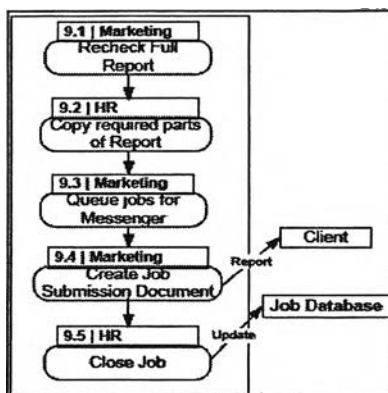 9.1 | Marketing
Recheck Full
Report
9.2 | HR
Copy required parts
of Report
9.3 | Marketing
Queue jobs for
Messenger
9.4 | Marketing
Create Job
Submission Document
Report
Client
9.5 | HR
Close Job
Update
Job Database